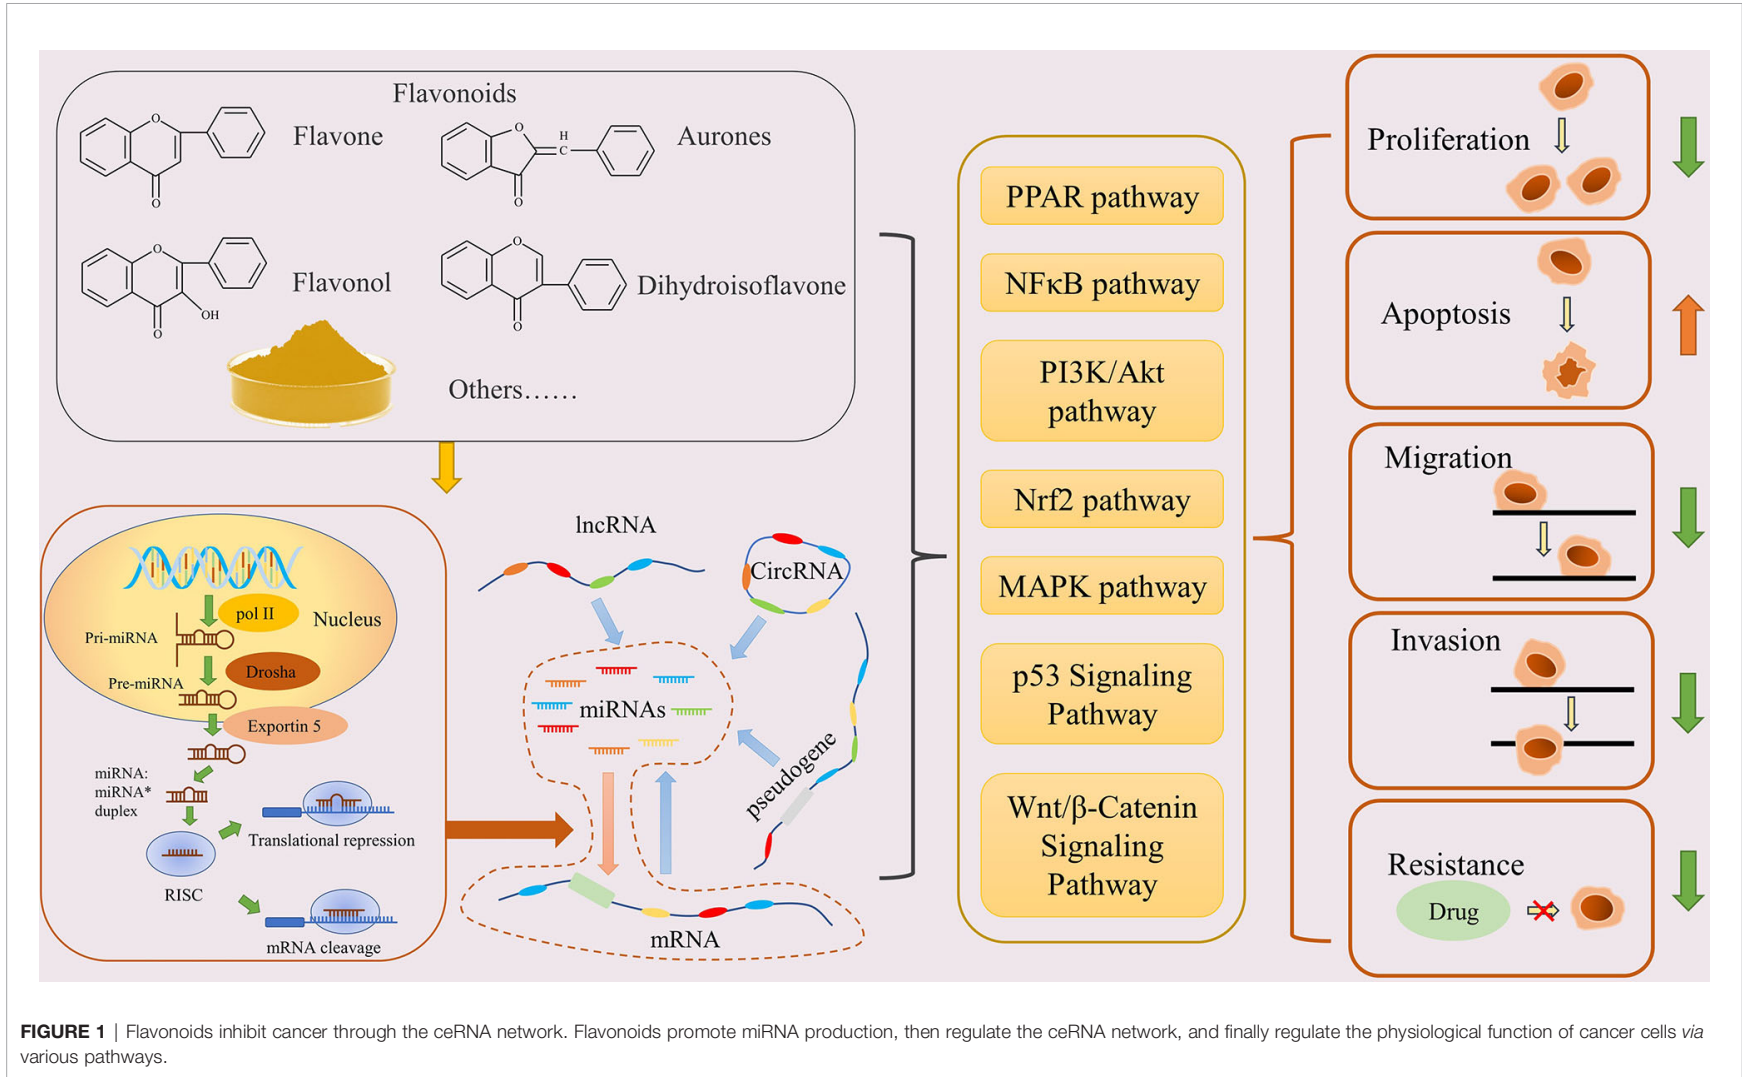 Flavonoids
Flavone
Aurones
Flavonol
Dihydroisoflavone
Others……
O
O
O
H
C
O
O
O
OH
O
O
pol II
Nucleus
Pri-miRNA
Drosha
Pre-miRNA
Exportin 5
miRNA:
miRNA*
duplex
Translational repression
RISC
mRNA cleavage
lncRNA
CircRNA
miRNAs
pseudogene
mRNA
PPAR pathway
NFκB pathway
PI3K/Akt
pathway
Nrf2 pathway
MAPK pathway
p53 Signaling
Pathway
Wnt/β-Catenin
Signaling
Pathway
Proliferation
Apoptosis
Migration
Invasion
Resistance
Drug
FIGURE 1 | Flavonoids inhibit cancer through the ceRNA network. Flavonoids promote miRNA production, then regulate the ceRNA network, and finally regulate the physiological function of cancer cells via
various pathways.